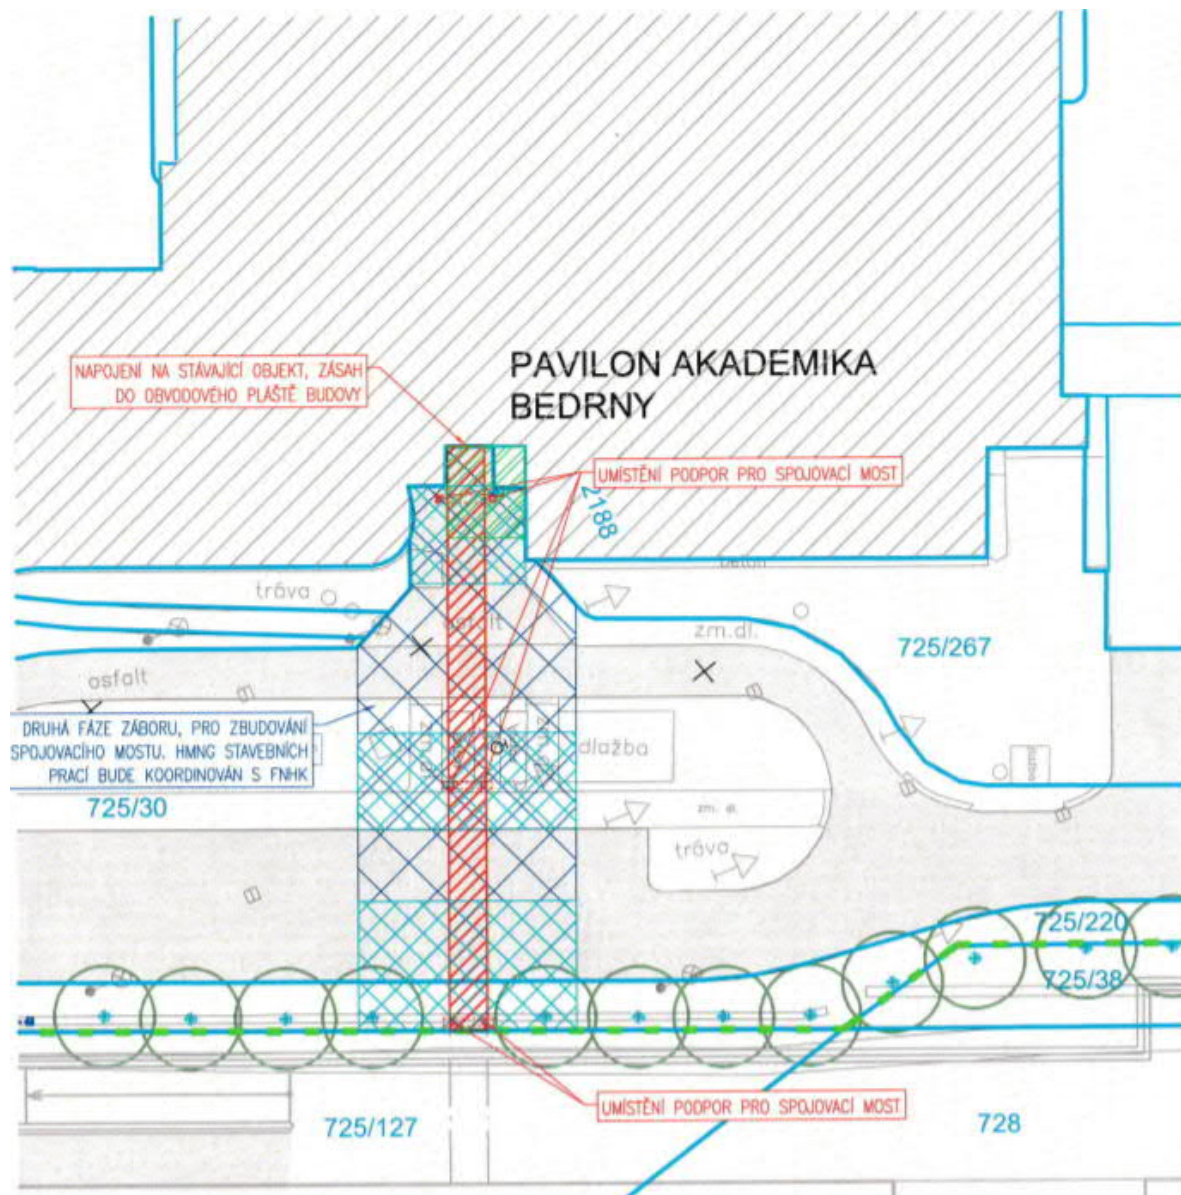 NAPOJENÍ NA STÁVAJÍCÍ OBJEKT, ZÁSAH
DO OBVODOVÉHO PLÁŠTĚ BUDOVY
PAVILON AKADEMIKA
BEDRNY
UMÍSTĚNÍ PODPOR PRO SPOJOVACÍ MOST
2188
beton
tráva
zm.dl.
725/267
asfalt
DRUHÁ FÁZE ZÁBORU, PRO ZBUDOVÁNÍ
SPOJOVACÍHO MOSTU. HMNG STAVEBNÍCH
PRACÍ BUDE KOORDINOVÁN S FNHK
dlažba
725/30
zm. dl.
tráva
725/220
725/38
UMÍSTĚNÍ PODPOR PRO SPOJOVACÍ MOST
725/127
728